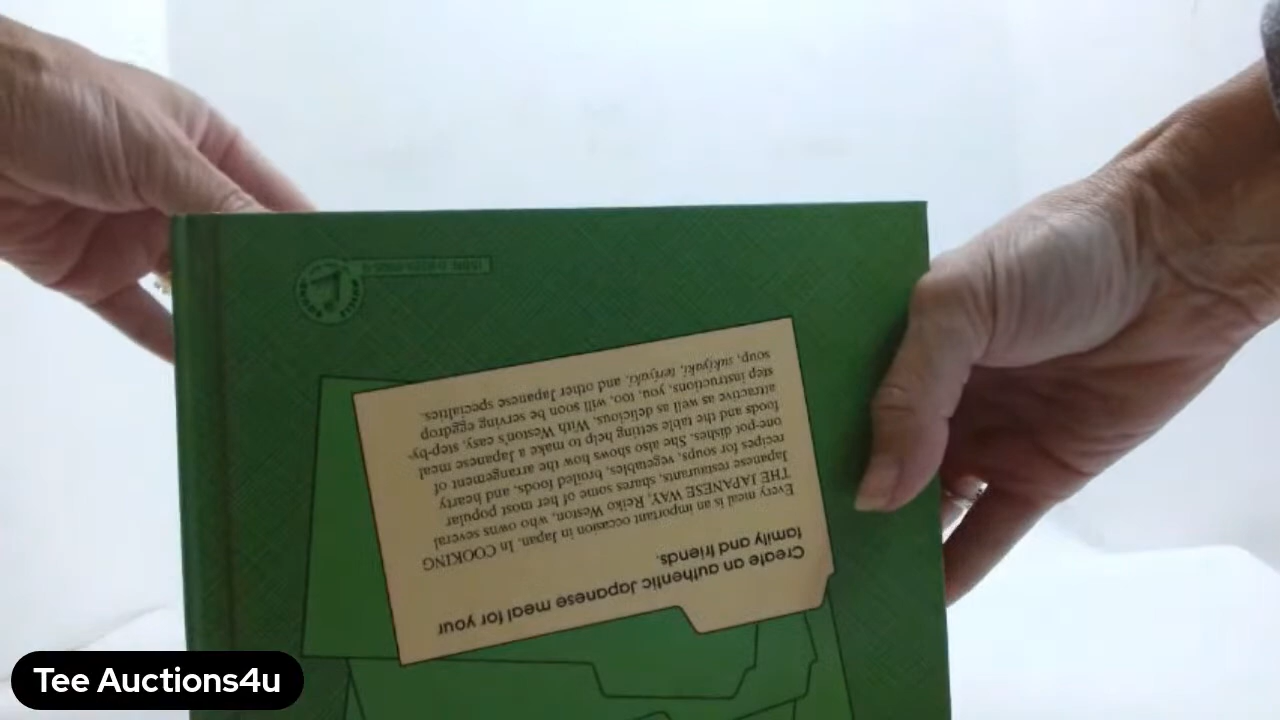 Create an authentic Japanese meal for your
family and friends.
Every meal is an important occasion in Japan. In COOKING
THE JAPANESE WAY, Reiko Weston, who owns several
Japanese restaurants, shares some of her most popular
recipes for soups, vegetables, broiled foods, and hearty
one-pot dishes. She also shows how the arrangement of
foods and the table setting help to make a Japanese meal
attractive as well as delicious. With Weston's easy, step-by-
step instructions, you, too, will soon be serving eggdrop
soup, sukiyuki, teriyuki, and other Japanese specialties.
Tee Auctions4u